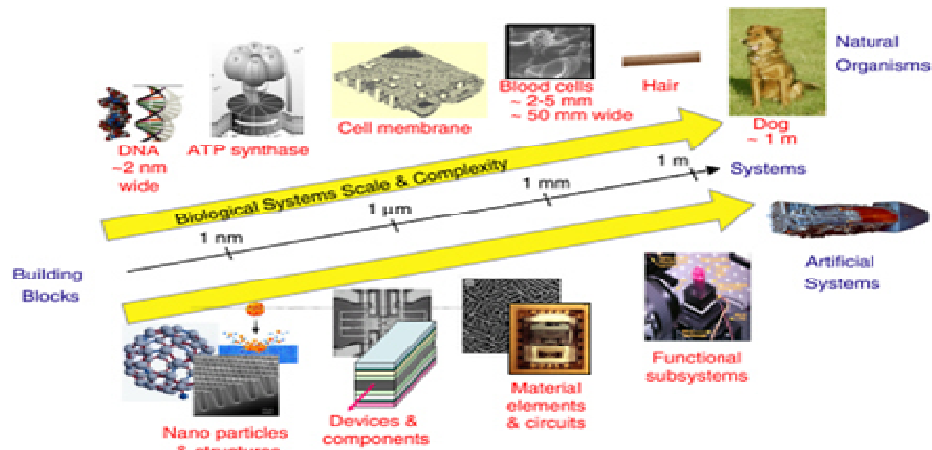 Natural
Organisms
Blood cells
~ 2-5 mm
~ 50 mm wide
Hair
Cell membrane
Dog
~ 1 m
DNA
~2 nm
wide
ATP synthase
Biological Systems Scale & Complexity
1 nm
1 µm
1 mm
1 m
Systems
Building
Blocks
Artificial
Systems
Functional
subsystems
Material
elements
& circuits
Devices &
components
Nano particles
& structures